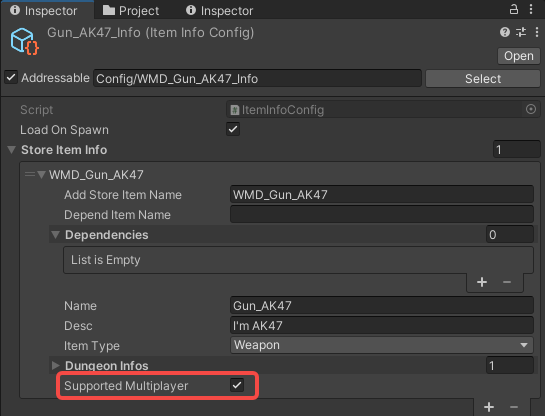 Inspector
Project
Inspector
Gun_AK47_Info (Item Info Config)
Open
Addressable Config/WMD_Gun_AK47_Info Select
Script ItemInfoConfig
Load On Spawn
Store Item Info 1
WMD_Gun_AK47
Add Store Item Name WMD_Gun_AK47
Depend Item Name
Dependencies 0
List is Empty
Name Gun_AK47
Desc I'm AK47
Item Type Weapon
Dungeon Infos 1
Supported Multiplayer